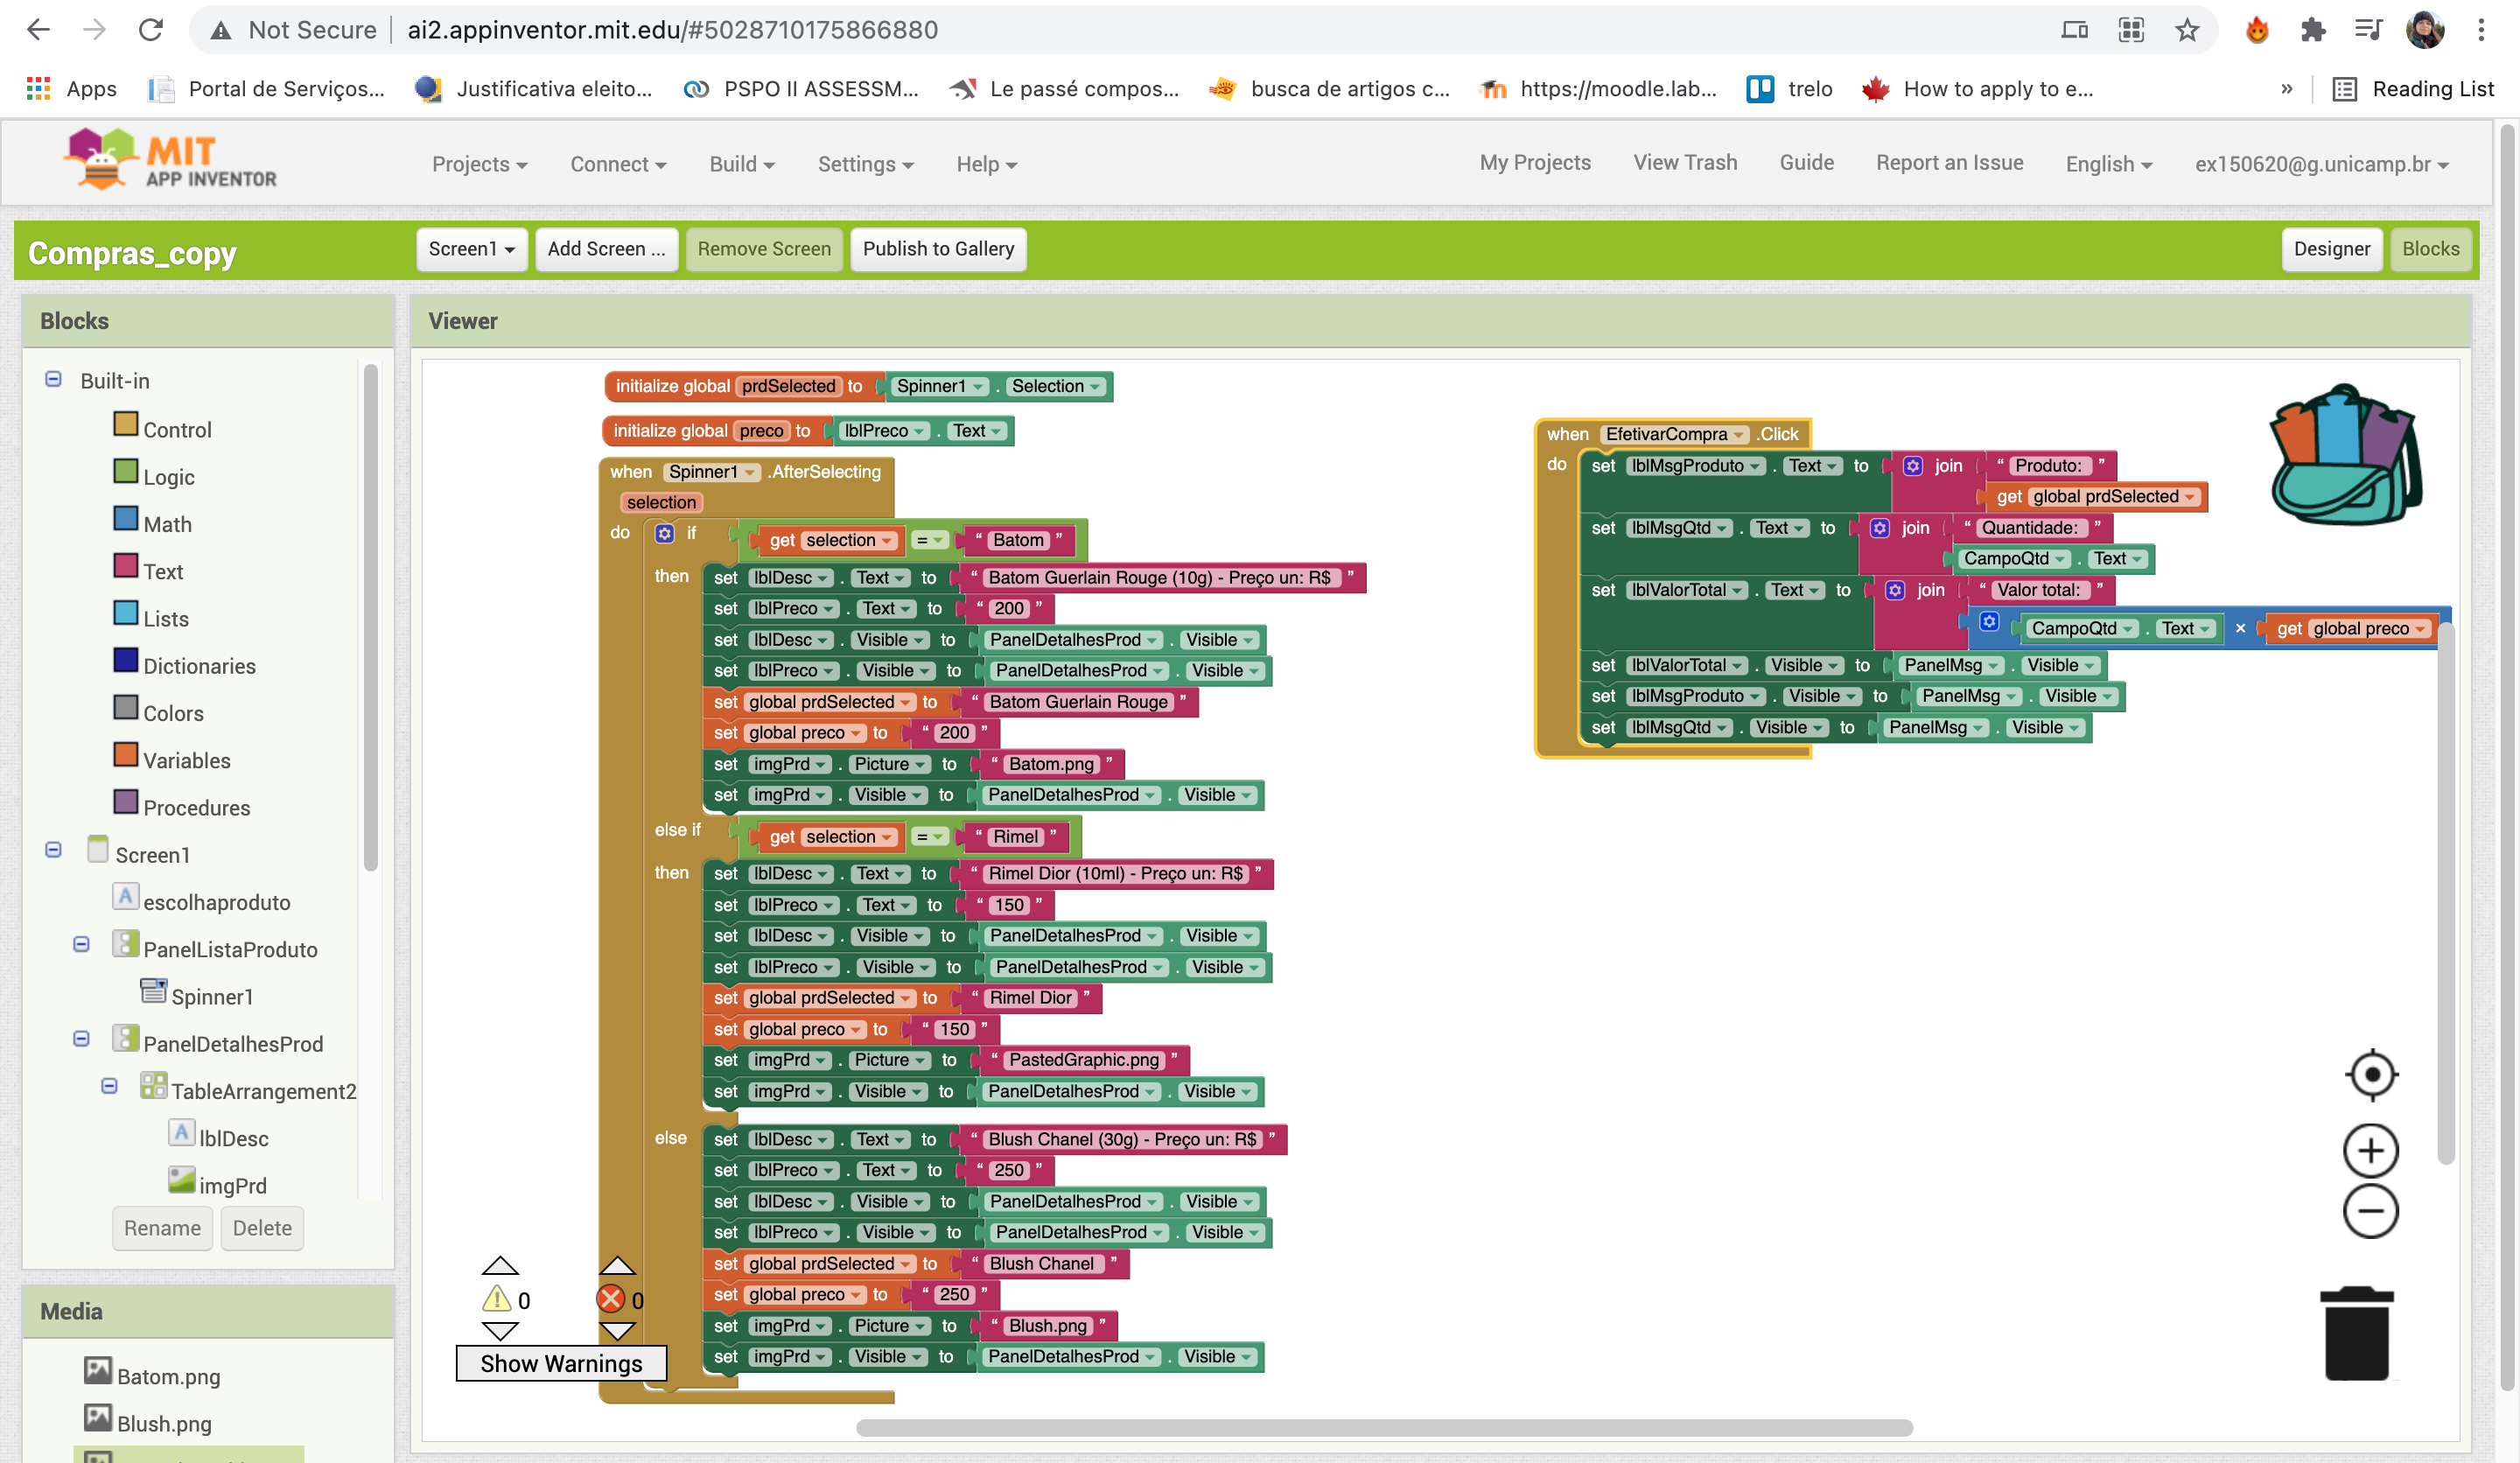 Not Secure ai2.appinventor.mit.edu/#5028710175866880
Apps Portal de Serviços... Justificativa eleito... PSPO II ASSESSM... Le passé compos... busca de artigos c... https://moodle.lab... trelo How to apply to e... » Reading List
MIT
APP INVENTOR
Projects Connect Build Settings Help My Projects View Trash Guide Report an Issue English ex150620@g.unicamp.br
Compras_copy Screen1 Add Screen ... Remove Screen Publish to Gallery Designer Blocks
Blocks
Built-in
Control
Logic
Math
Text
Lists
Dictionaries
Colors
Variables
Procedures
Screen1
escolhaproduto
PanelListaProduto
Spinner1
PanelDetalhesProd
TableArrangement2
lblDesc
imgPrd
Rename Delete
Media
Batom.png
Blush.png
Viewer
initialize global prdSelected to Spinner1 . Selection
initialize global preco to lblPreco . Text
when Spinner1 .AfterSelecting
selection
do if get selection = “ Batom ”
then set lblDesc . Text to “ Batom Guerlain Rouge (10g) - Preço un: R$ ”
set lblPreco . Text to “ 200 ”
set lblDesc . Visible to PanelDetalhesProd . Visible
set lblPreco . Visible to PanelDetalhesProd . Visible
set global prdSelected to “ Batom Guerlain Rouge ”
set global preco to “ 200 ”
set imgPrd . Picture to “ Batom.png ”
set imgPrd . Visible to PanelDetalhesProd . Visible
else if get selection = “ Rimel ”
then set lblDesc . Text to “ Rimel Dior (10ml) - Preço un: R$ ”
set lblPreco . Text to “ 150 ”
set lblDesc . Visible to PanelDetalhesProd . Visible
set lblPreco . Visible to PanelDetalhesProd . Visible
set global prdSelected to “ Rimel Dior ”
set global preco to “ 150 ”
set imgPrd . Picture to “ PastedGraphic.png ”
set imgPrd . Visible to PanelDetalhesProd . Visible
else set lblDesc . Text to “ Blush Chanel (30g) - Preço un: R$ ”
set lblPreco . Text to “ 250 ”
set lblDesc . Visible to PanelDetalhesProd . Visible
set lblPreco . Visible to PanelDetalhesProd . Visible
set global prdSelected to “ Blush Chanel ”
set global preco to “ 250 ”
set imgPrd . Picture to “ Blush.png ”
set imgPrd . Visible to PanelDetalhesProd . Visible
0 0
Show Warnings
when EfetivarCompra .Click
do set lblMsgProduto . Text to join “ Produto: ”
get global prdSelected
set lblMsgQtd . Text to join “ Quantidade: ”
CampoQtd . Text
set lblValorTotal . Text to join “ Valor total: ”
CampoQtd . Text × get global preco
set lblValorTotal . Visible to PanelMsg . Visible
set lblMsgProduto . Visible to PanelMsg . Visible
set lblMsgQtd . Visible to PanelMsg . Visible